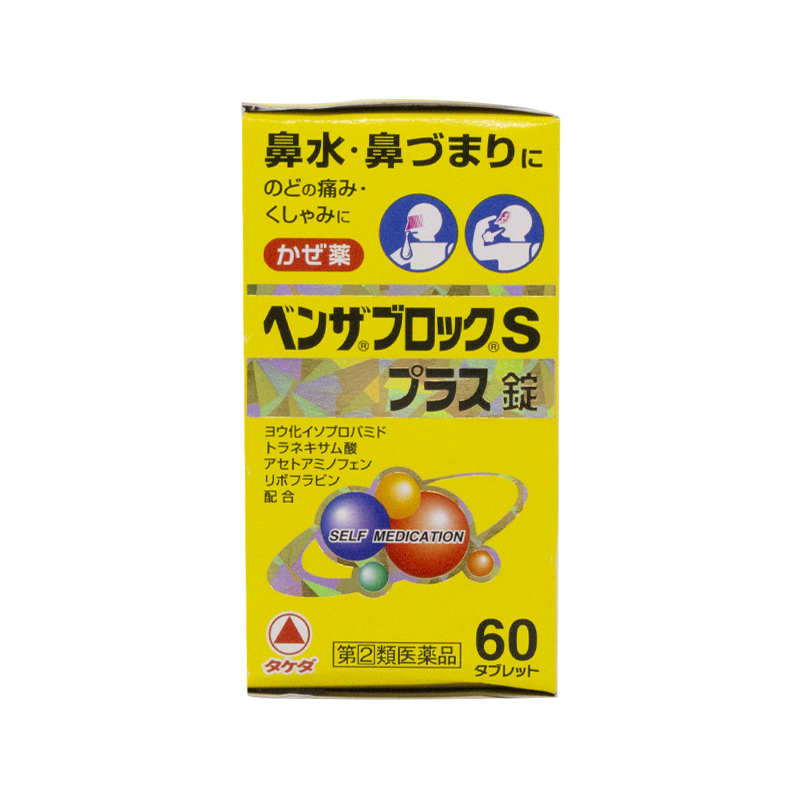 鼻水・鼻づまりに
のどの痛み・
くしゃみに
かぜ薬
ベンザ®ブロック®S
プラス錠
ヨウ化イソプロパミド
トラネキサム酸
アセトアミノフェン
リボフラビン
配合
SELF MEDICATION
タケダ
第②類医薬品
60
タブレット